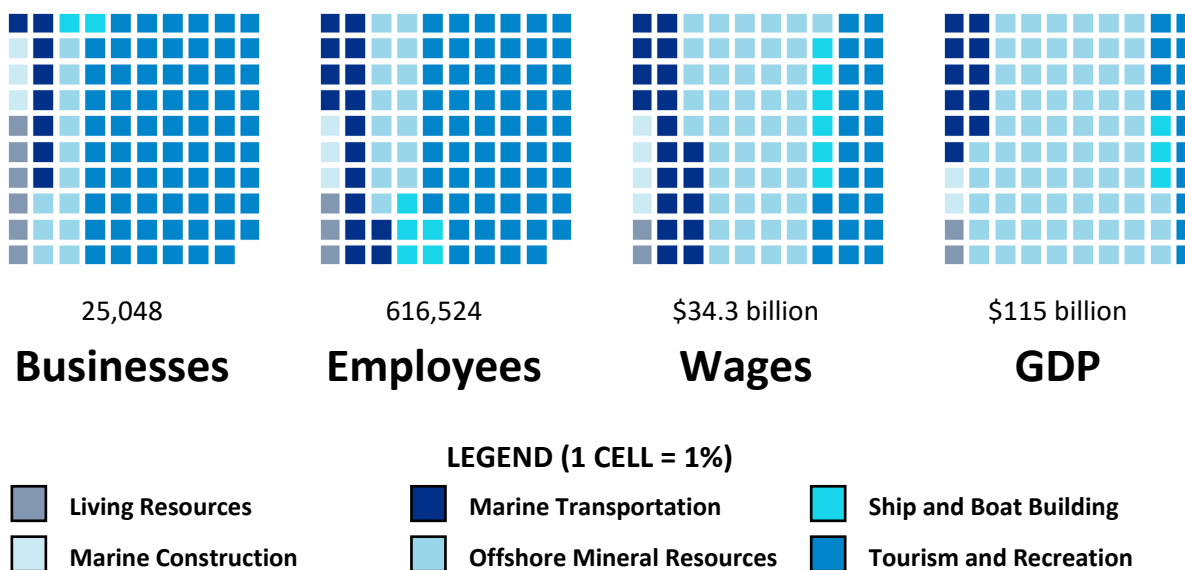 25,048 616,524 $34.3 billion $115 billion
Businesses Employees Wages GDP
LEGEND (1 CELL = 1%)
Living Resources Marine Transportation Ship and Boat Building
Marine Construction Offshore Mineral Resources Tourism and Recreation